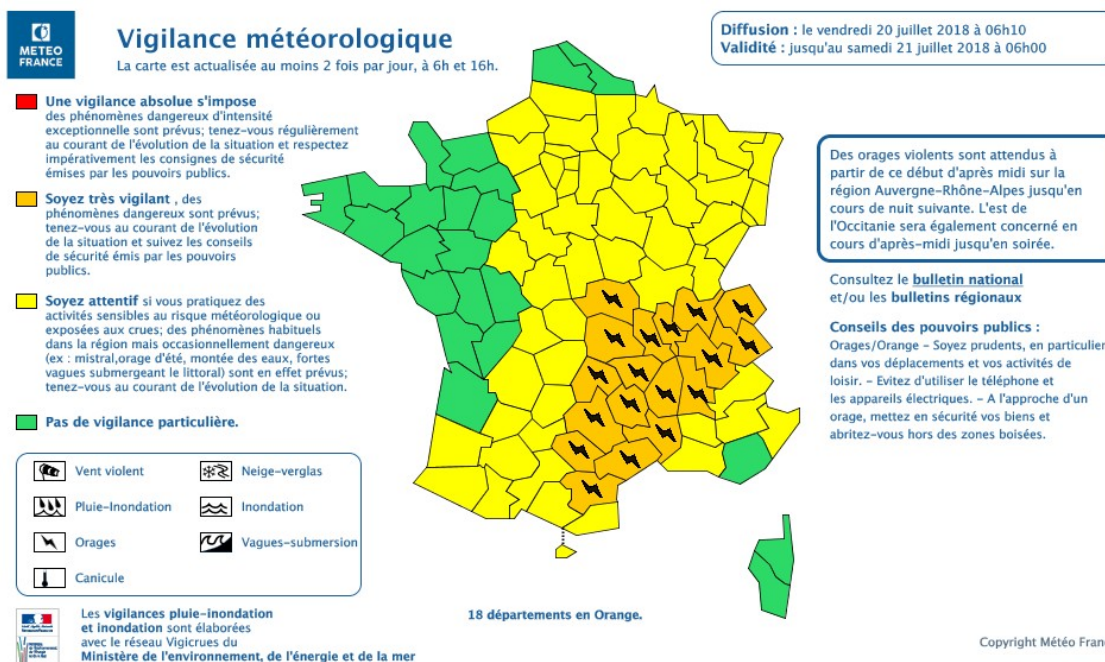 METEO
FRANCE
Vigilance météorologique
La carte est actualisée au moins 2 fois par jour, à 6h et 16h.
Diffusion : le vendredi 20 juillet 2018 à 06h10
Validité : jusqu'au samedi 21 juillet 2018 à 06h00
Une vigilance absolue s'impose
des phénomènes dangereux d'intensité
exceptionnelle sont prévus; tenez-vous régulièrement
au courant de l'évolution de la situation et respectez
impérativement les consignes de sécurité
émises par les pouvoirs publics.
Soyez très vigilant , des
phénomènes dangereux sont prévus;
tenez-vous au courant de l'évolution
de la situation et suivez les conseils
de sécurité émis par les pouvoirs
publics.
Soyez attentif si vous pratiquez des
activités sensibles au risque météorologique ou
exposées aux crues; des phénomènes habituels
dans la région mais occasionnellement dangereux
(ex : mistral,orage d'été, montée des eaux, fortes
vagues submergeant le littoral) sont en effet prévus;
tenez-vous au courant de l'évolution de la situation.
Pas de vigilance particulière.
Vent violent
Neige-verglas
Pluie-Inondation
Inondation
Orages
Vagues-submersion
Canicule
Des orages violents sont attendus à
partir de ce début d'après midi sur la
région Auvergne-Rhône-Alpes jusqu'en
cours de nuit suivante. L'est de
l'Occitanie sera également concerné en
cours d'après-midi jusqu'en soirée.
Consultez le bulletin national
et/ou les bulletins régionaux
Conseils des pouvoirs publics :
Orages/Orange - Soyez prudents, en particulier
dans vos déplacements et vos activités de
loisir. - Evitez d'utiliser le téléphone et
les appareils électriques. - A l'approche d'un
orage, mettez en sécurité vos biens et
abritez-vous hors des zones boisées.
18 départements en Orange.
Les vigilances pluie-inondation
et inondation sont élaborées
avec le réseau Vigicrues du
Ministère de l'environnement, de l'énergie et de la mer
Copyright Météo Franc